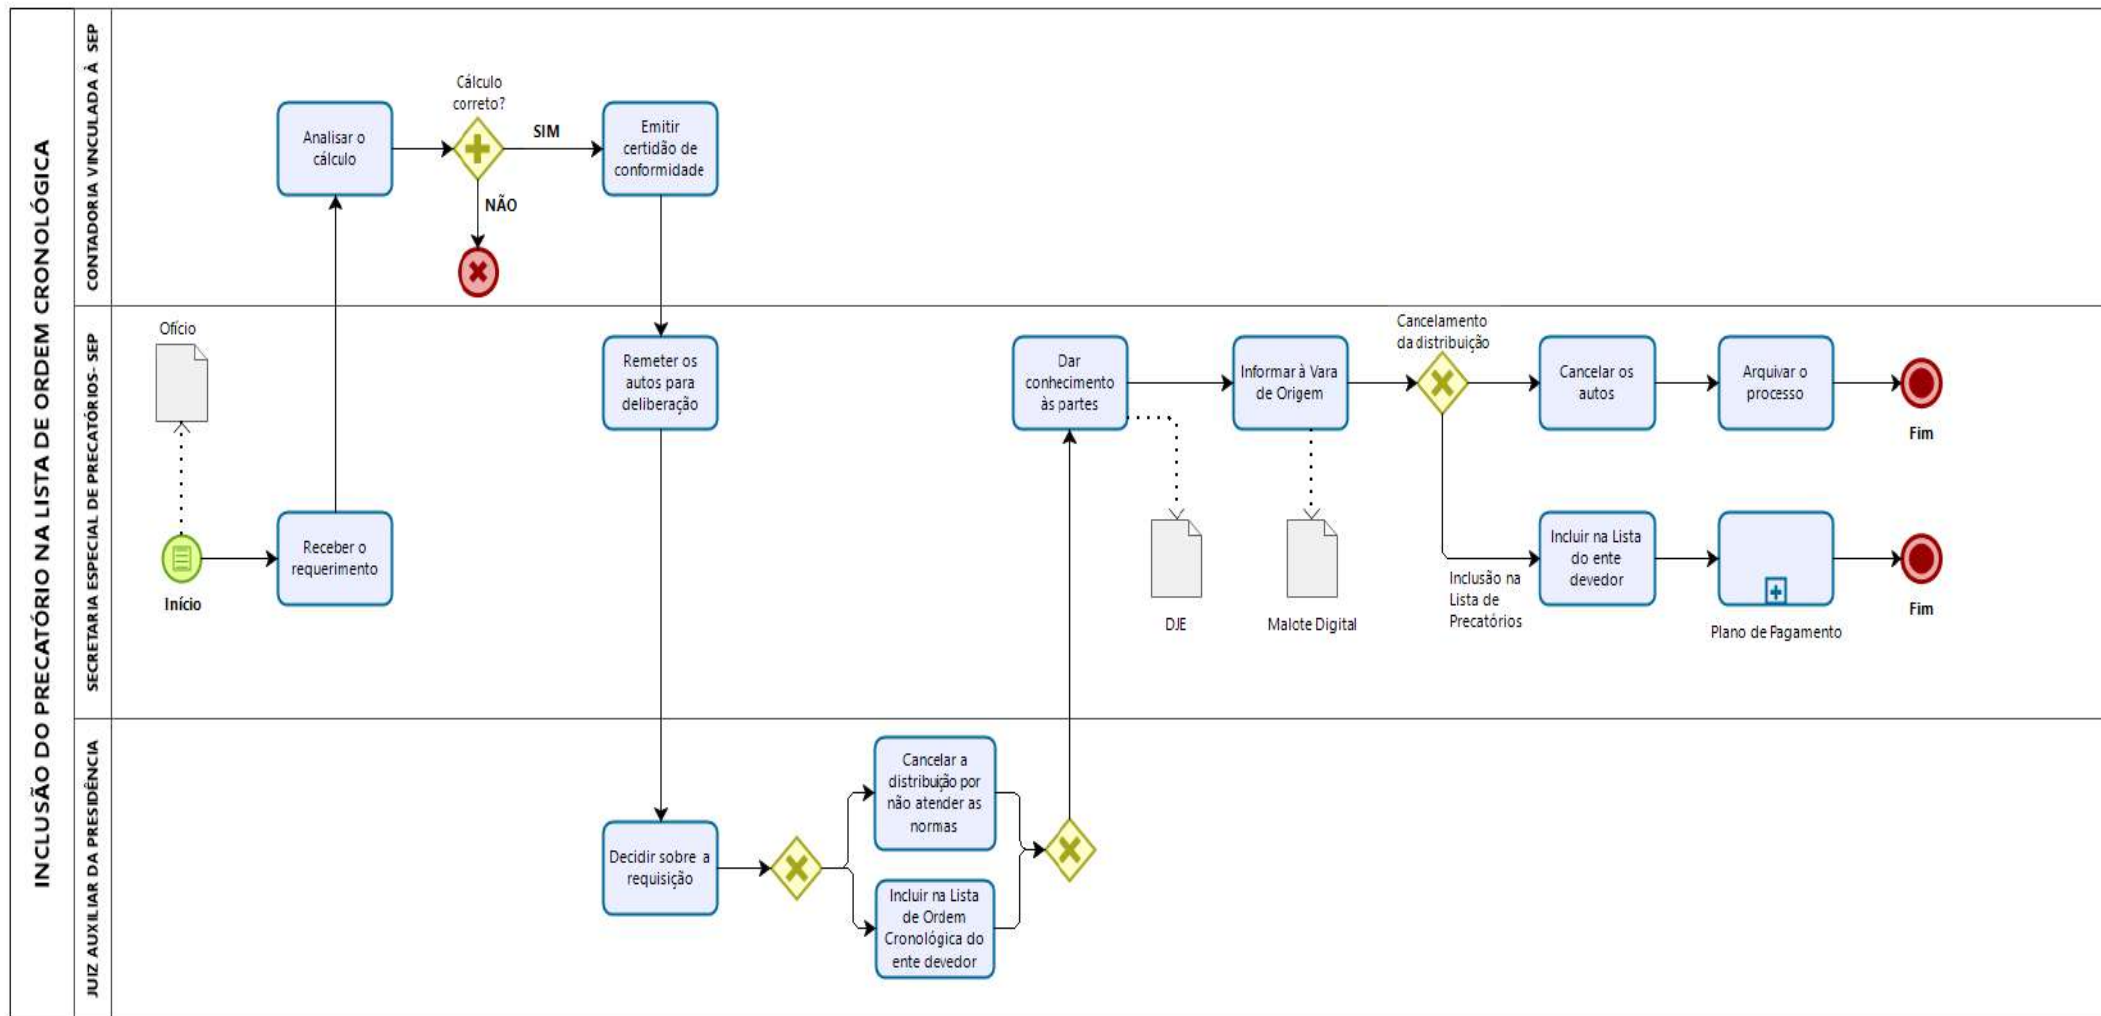 INCLUSÃO DO PRECATÓRIO NA LISTA DE ORDEM CRONOLÓGICA
CONTADORIA VINCULADA À SEP
Analisar o
cálculo
Cálculo
correto?
SIM
NÃO
Emitir
certidão de
conformidade
SECRETARIA ESPECIAL DE PRECATÓRIOS- SEP
Ofício
Início
Receber o
requerimento
Remeter os
autos para
deliberação
Dar
conhecimento
às partes
DJE
Informar à Vara
de Origem
Malote Digital
Cancelamento
da distribuição
Cancelar os
autos
Arquivar o
processo
Fim
Inclusão na
Lista de
Precatórios
Incluir na Lista
do ente
devedor
Plano de Pagamento
Fim
JUIZ AUXILIAR DA PRESIDÊNCIA
Decidir sobre a
requisição
Cancelar a
distribuição por
não atender as
normas
Incluir na Lista
de Ordem
Cronológica do
ente devedor